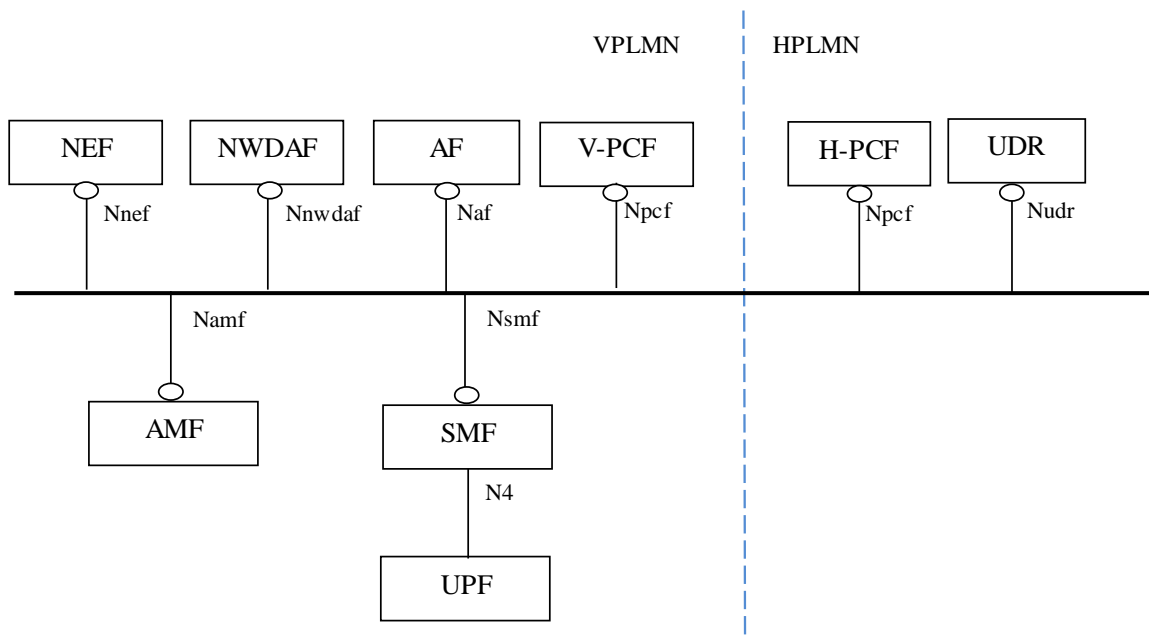 VPLMN
HPLMN
NEF
NWDAF
AF
V-PCF
H-PCF
UDR
Nnef
Nnwdaf
Naf
Npcf
Npcf
Nudr
Namf
Nsmf
AMF
SMF
N4
UPF